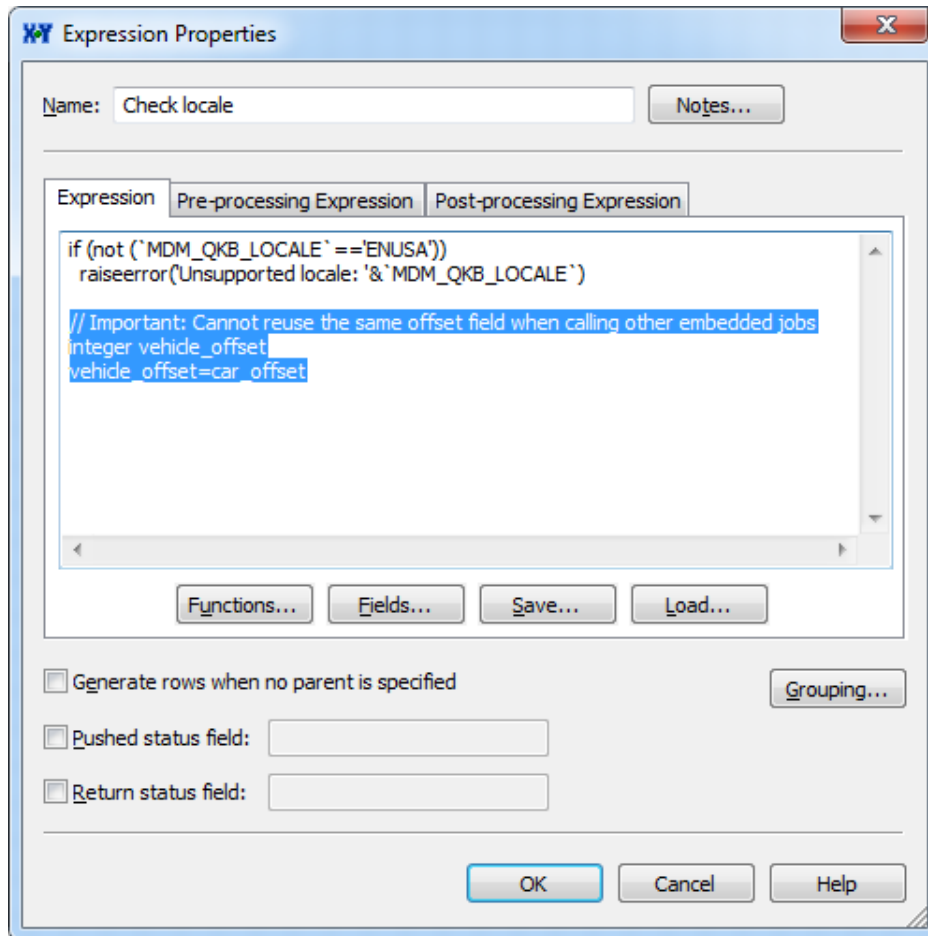 X•Y Expression Properties
Name: Check locale Notes...
Expression Pre-processing Expression Post-processing Expression
if (not (`MDM_QKB_LOCALE`=='ENUSA'))
raiseerror('Unsupported locale: '&`MDM_QKB_LOCALE`)
// Important: Cannot reuse the same offset field when calling other embedded jobs
integer vehicle_offset
vehicle_offset=car_offset
Functions... Fields... Save... Load...
Generate rows when no parent is specified Grouping...
Pushed status field:
Return status field:
OK Cancel Help